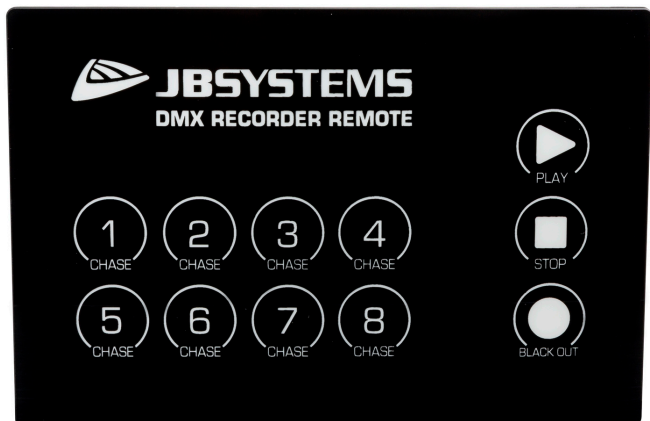 JBSYSTEMS
DMX RECORDER REMOTE
PLAY
1 2 3 4
CHASE CHASE CHASE CHASE
STOP
5 6 7 8
CHASE CHASE CHASE CHASE
BLACK OUT